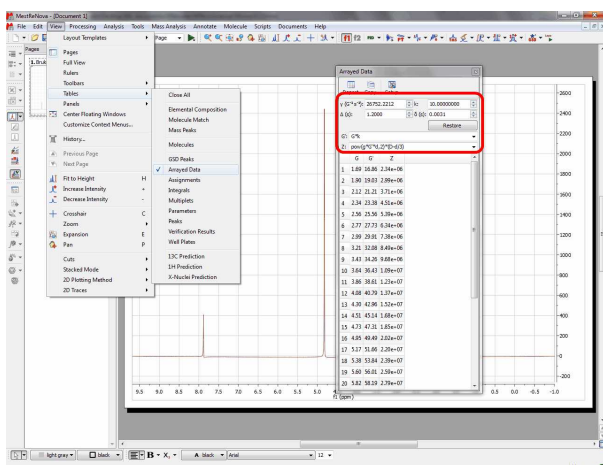 MestReNova - [Document 1]
File Edit View Processing Analysis Tools Mass Analysis Annotate Molecule Scripts Documents Help
Page
Pages
Layout Templates
Pages
Full View
Rulers
Toolbars
Tables
Panels
Center Floating Windows
Customize Context Menus...
History...
Previous Page
Next Page
Fit to Height H
Increase Intensity +
Decrease Intensity -
Crosshair C
Zoom
Expansion E
Pan P
Cuts
Stacked Mode
2D Plotting Method
2D Traces
Close All
Elemental Composition
Molecule Match
Mass Peaks
Molecules
GSD Peaks
✓ Arrayed Data
Assignments
Integrals
Multiplets
Parameters
Peaks
Verification Results
Well Plates
13C Prediction
1H Prediction
X-Nuclei Prediction
Arrayed Data
26752.2212 k: 10.00000000
Δ (s): 1.2000 δ (s): 0.0031
Restore
G': G*k
Z: pow(g*G'*d,2)*(D-d/3)
G G' Z
1 1.69 16.86 2.34e+06
2 1.90 19.03 2.99e+06
3 2.12 21.21 3.71e+06
4 2.34 23.38 4.51e+06
5 2.56 25.56 5.39e+06
6 2.77 27.73 6.34e+06
7 2.99 29.91 7.38e+06
8 3.21 32.08 8.49e+06
9 3.43 34.26 9.68e+06
10 3.64 36.43 1.09e+07
11 3.86 38.61 1.23e+07
12 4.08 40.79 1.37e+07
13 4.30 42.96 1.52e+07
14 4.51 45.14 1.68e+07
15 4.73 47.31 1.85e+07
16 4.95 49.49 2.02e+07
17 5.17 51.66 2.20e+07
18 5.38 53.84 2.39e+07
19 5.60 56.01 2.59e+07
20 5.82 58.19 2.79e+07
2600
2400
2200
2000
1800
1600
1400
1200
1000
800
600
400
200
0
-200
9.5 9.0 8.5 8.0 7.5 7.0 6.5 6.0 5.5 5.0 0.5 0.0 -0.5 -1.0
f1 (ppm)
light gray black B X, A black Arial 12